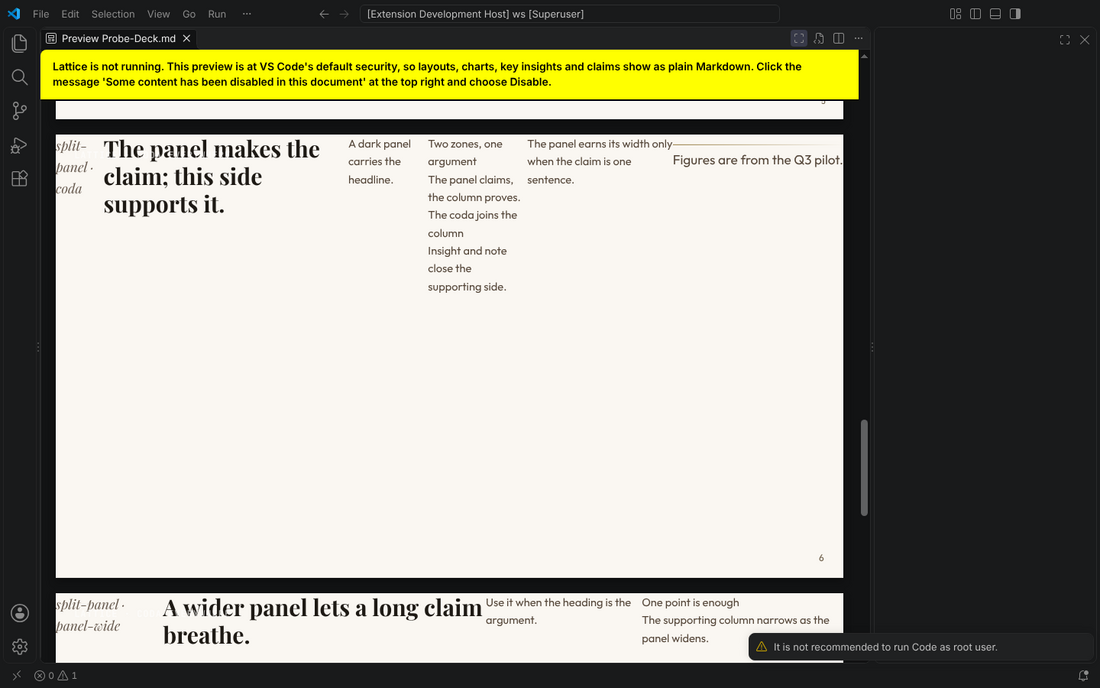 File Edit Selection View Go Run ···
[Extension Development Host] ws [Superuser]
Preview Probe-Deck.md
Lattice is not running. This preview is at VS Code's default security, so layouts, charts, key insights and claims show as plain Markdown. Click the
message 'Some content has been disabled in this document' at the top right and choose Disable.
split-
panel ·
coda
The panel makes the
claim; this side
supports it.
A dark panel
carries the
headline.
Two zones, one
argument
The panel claims,
the column proves.
The coda joins the
column
Insight and note
close the
supporting side.
The panel earns its width only
when the claim is one
sentence.
Figures are from the Q3 pilot.
6
split-panel ·
panel-wide
A wider panel lets a long claim
breathe.
Use it when the heading is the
argument.
One point is enough
The supporting column narrows as the
panel widens.
It is not recommended to run Code as root user.
0 1